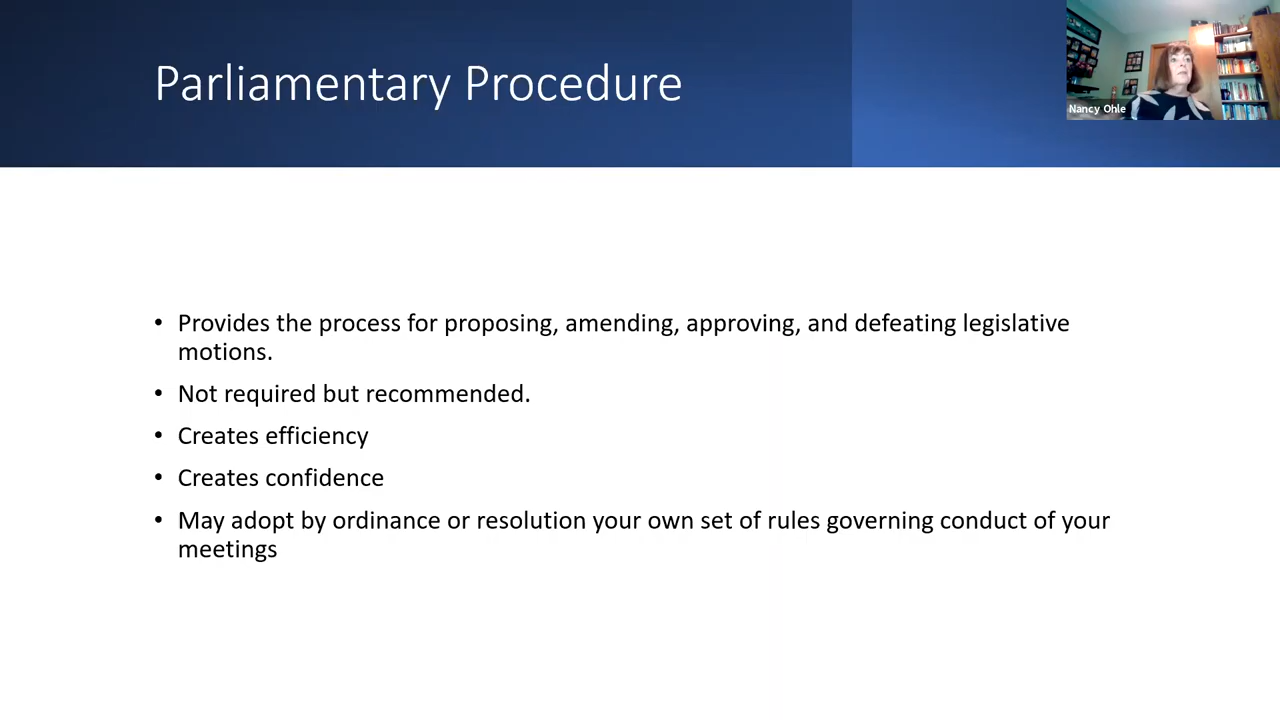 Parliamentary Procedure
Nancy Ohle
• Provides the process for proposing, amending, approving, and defeating legislative
motions.
• Not required but recommended.
• Creates efficiency
• Creates confidence
• May adopt by ordinance or resolution your own set of rules governing conduct of your
meetings